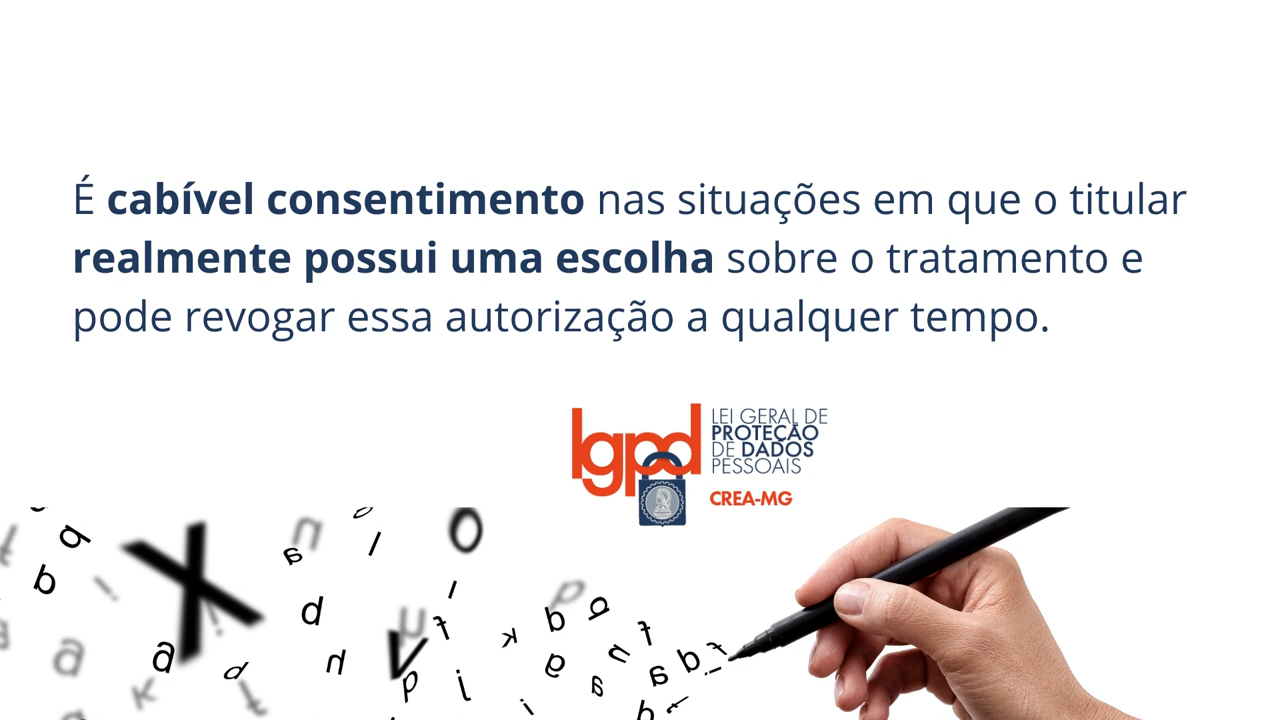 É cabível consentimento nas situações em que o titular
realmente possui uma escolha sobre o tratamento e
pode revogar essa autorização a qualquer tempo.
lgpd
LEI GERAL DE
PROTEÇÃO
DE DADOS
PESSOAIS
CREA-MG